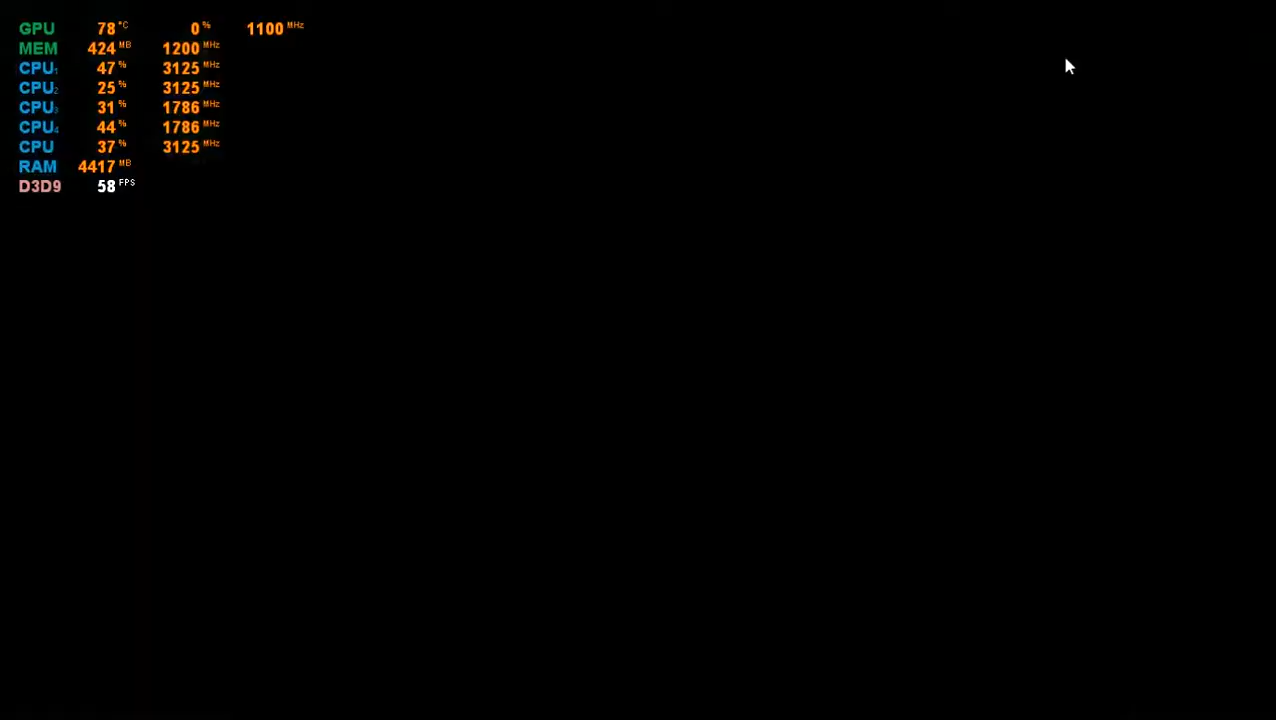 GPU 78 °C 0 % 1100 MHz
MEM 424 MB 1200 MHz
CPU1 47 % 3125 MHz
CPU2 25 % 3125 MHz
CPU3 31 % 1786 MHz
CPU4 44 % 1786 MHz
CPU 37 % 3125 MHz
RAM 4417 MB
D3D9 58 FPS